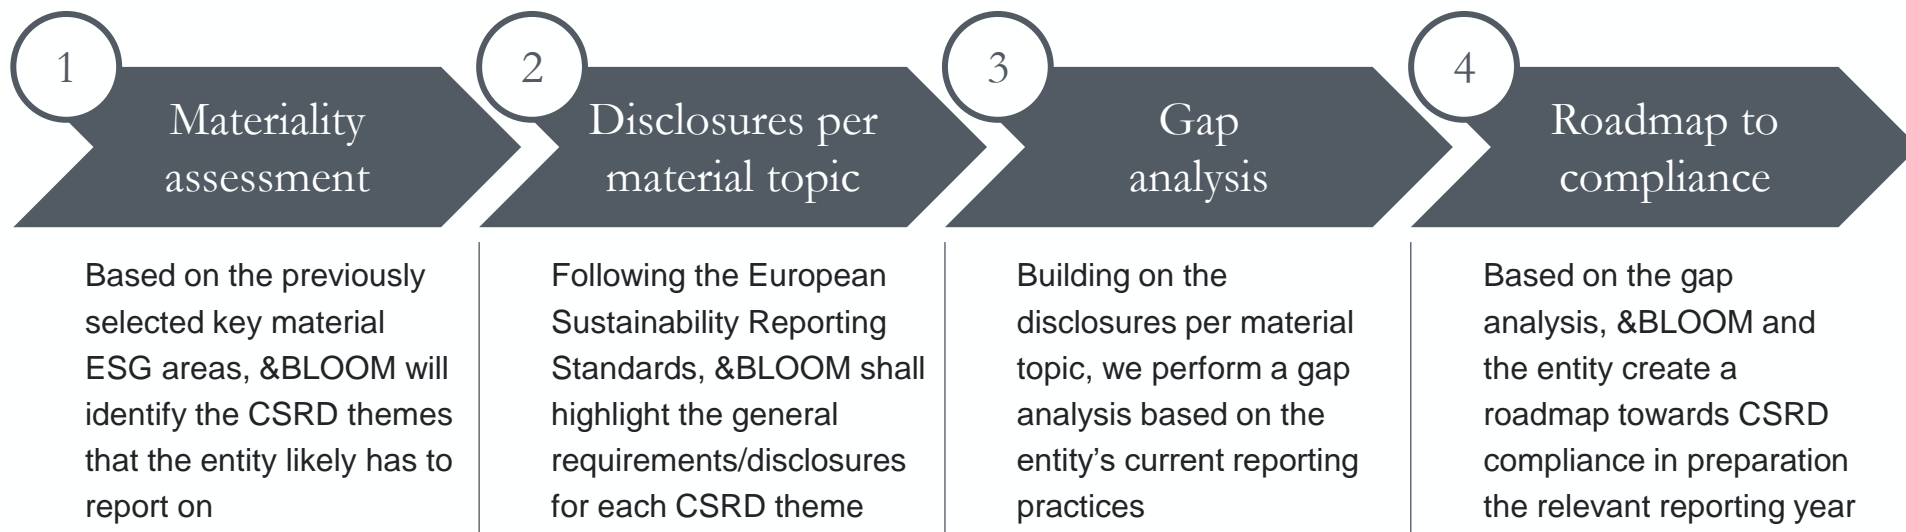 1
Materiality
assessment
Based on the previously
selected key material
ESG areas, &BLOOM will
identify the CSRD themes
that the entity likely has to
report on
2
Disclosures per
material topic
Following the European
Sustainability Reporting
Standards, &BLOOM shall
highlight the general
requirements/disclosures
for each CSRD theme
3
Gap
analysis
Building on the
disclosures per material
topic, we perform a gap
analysis based on the
entity’s current reporting
practices
4
Roadmap to
compliance
Based on the gap
analysis, &BLOOM and
the entity create a
roadmap towards CSRD
compliance in preparation
the relevant reporting year